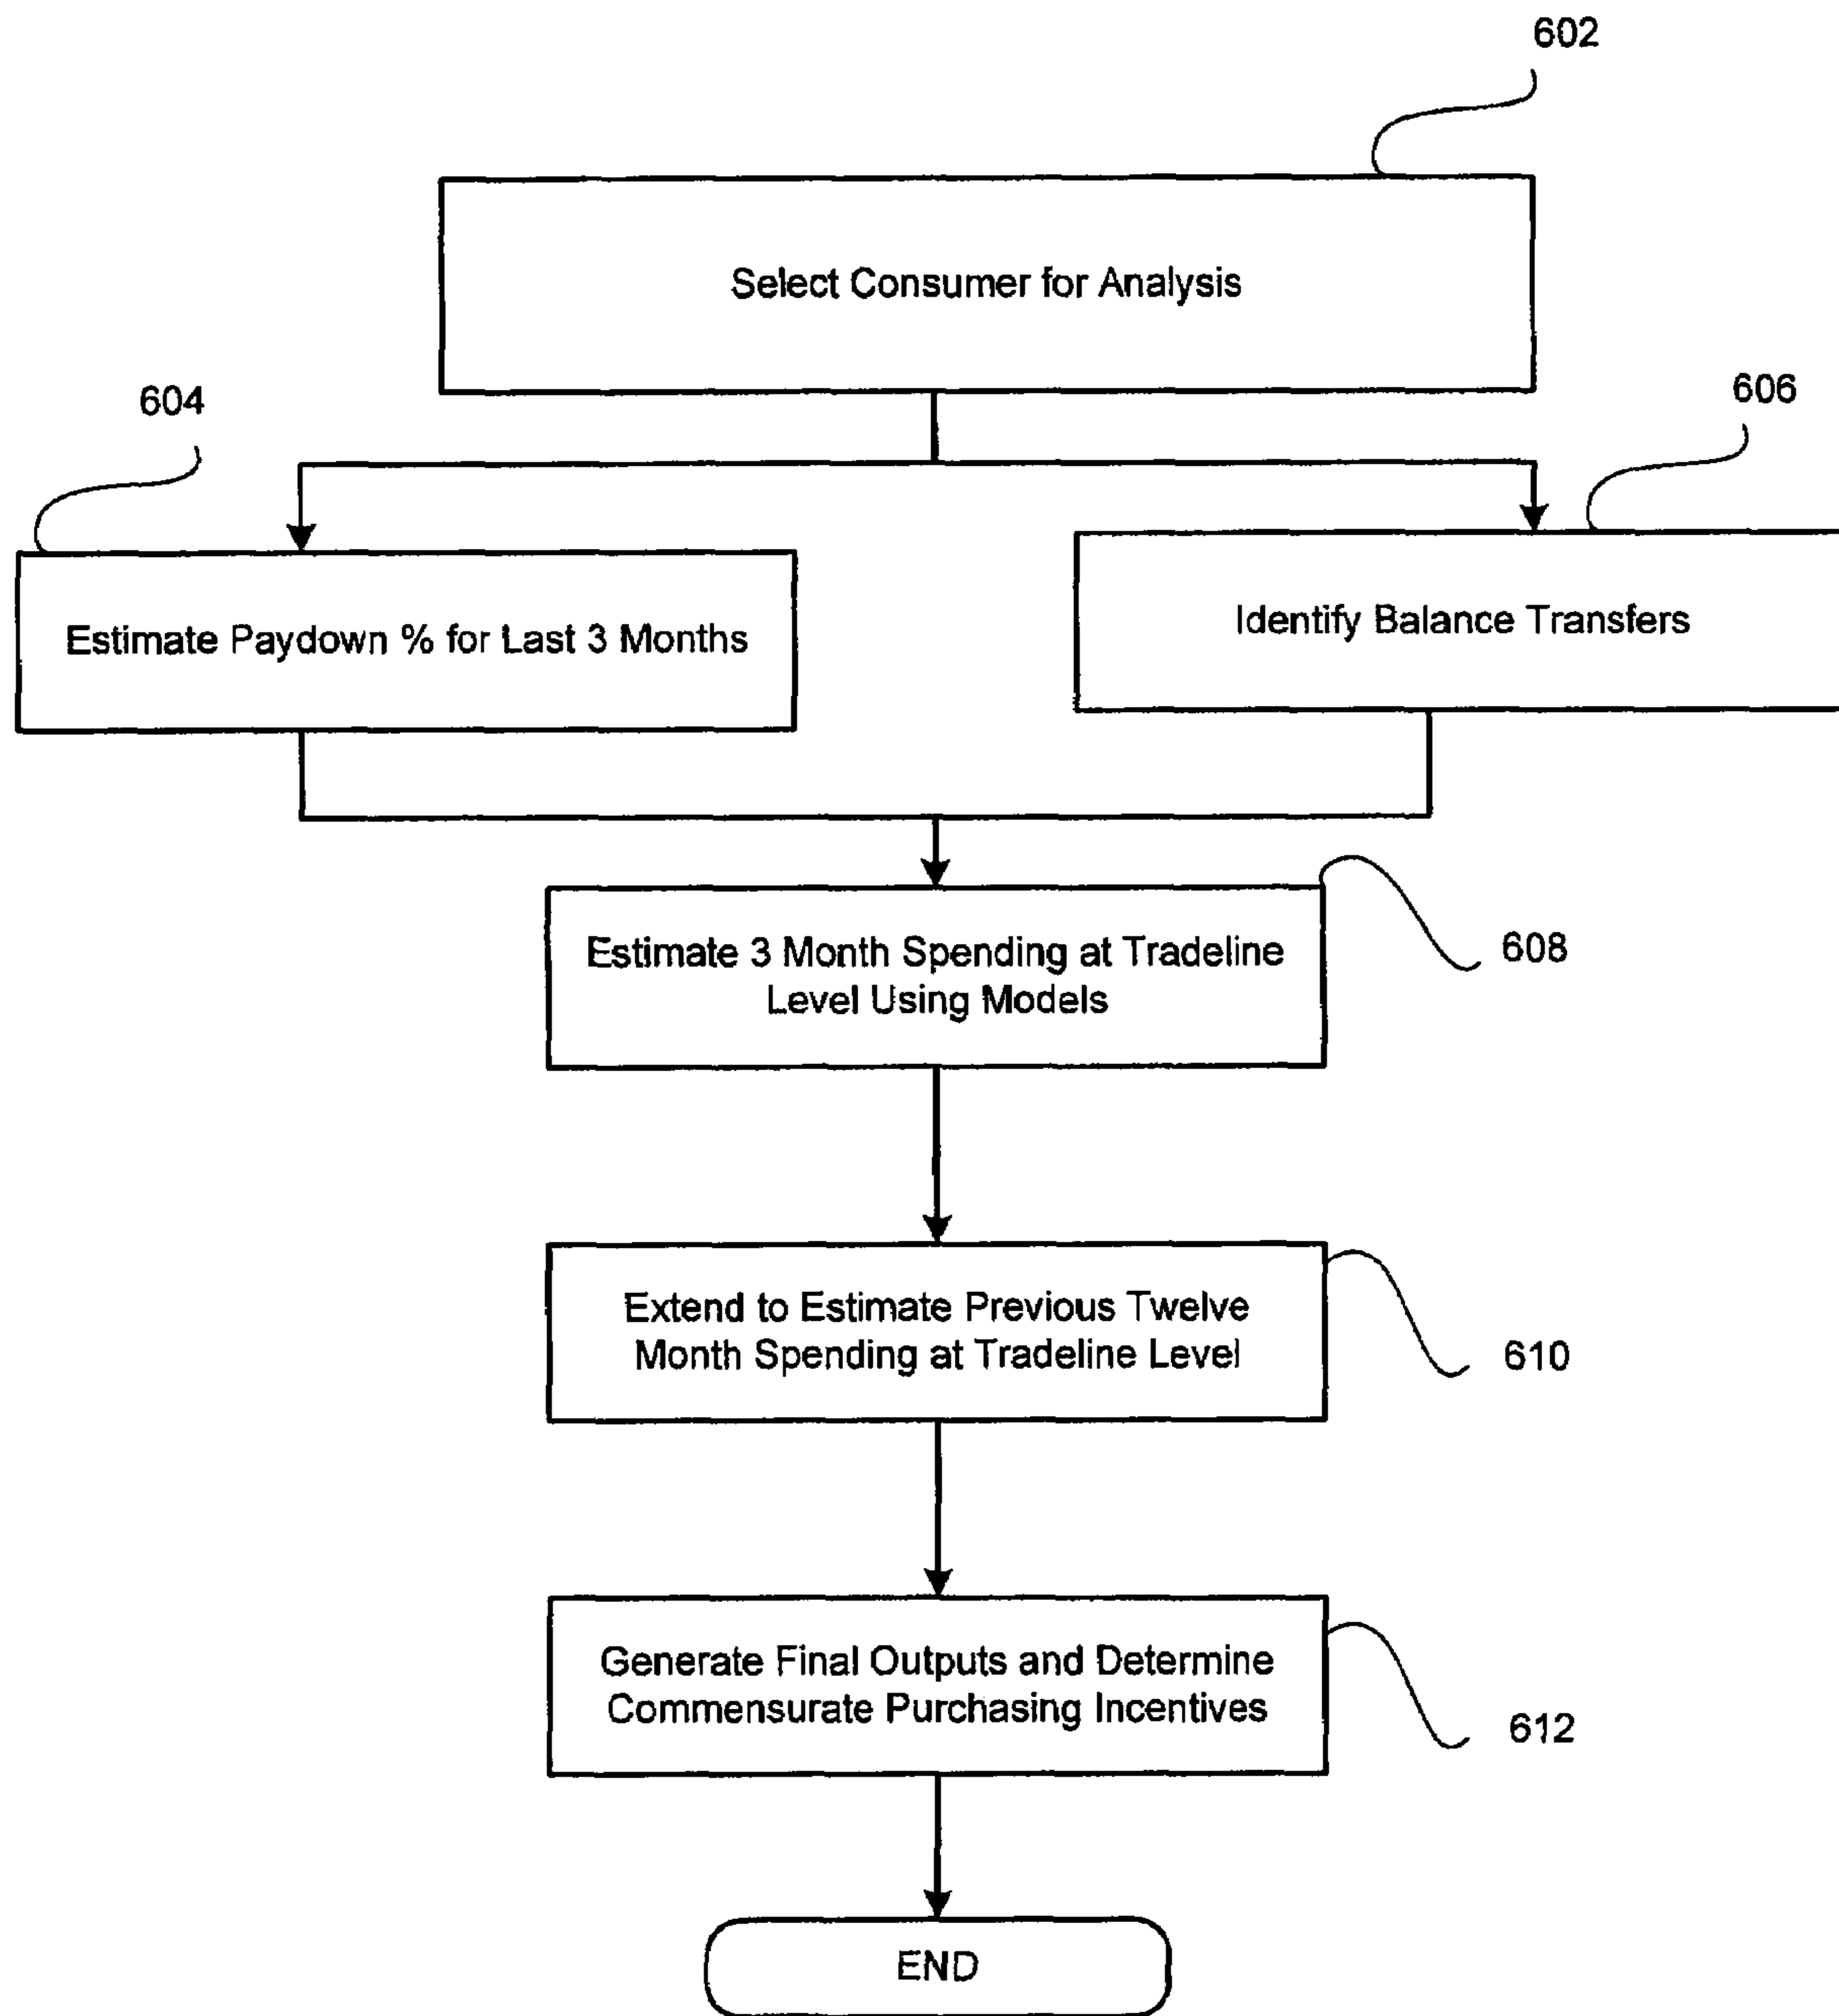 602
Select Consumer for Analysis
604
606
Estimate Paydown % for Last 3 Months
Identify Balance Transfers
Estimate 3 Month Spending at Tradeline
Level Using Models
608
Extend to Estimate Previous Twelve
Month Spending at Tradeline Level
610
Generate Final Outputs and Determine
Commensurate Purchasing Incentives
612
END